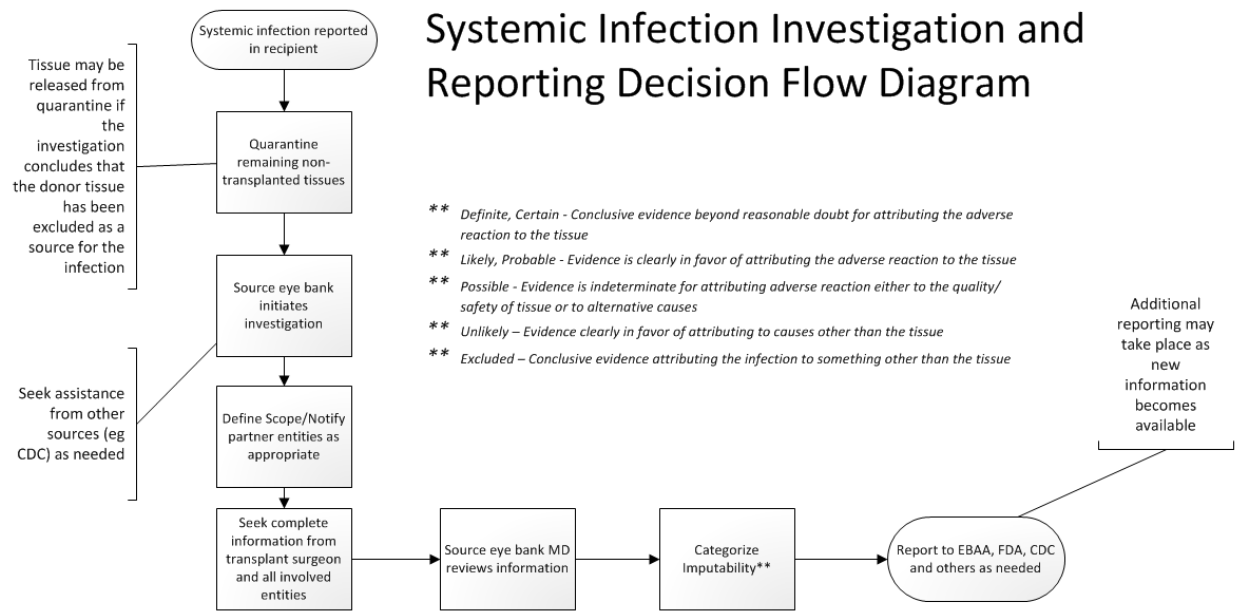 Systemic Infection Investigation and
Reporting Decision Flow Diagram
Systemic infection reported
in recipient
Tissue may be
released from
quarantine if
the
investigation
concludes that
the donor tissue
has been
excluded as a
source for the
infection
Quarantine
remaining non-
transplanted tissues
** Definite, Certain - Conclusive evidence beyond reasonable doubt for attributing the adverse
reaction to the tissue
** Likely, Probable - Evidence is clearly in favor of attributing the adverse reaction to the tissue
** Possible - Evidence is indeterminate for attributing adverse reaction either to the quality/
safety of tissue or to alternative causes
** Unlikely – Evidence clearly in favor of attributing to causes other than the tissue
** Excluded – Conclusive evidence attributing the infection to something other than the tissue
Source eye bank
initiates
investigation
Seek assistance
from other
sources (eg
CDC) as needed
Define Scope/Notify
partner entities as
appropriate
Seek complete
information from
transplant surgeon
and all involved
entities
Source eye bank MD
reviews information
Categorize
Imputability**
Report to EBAA, FDA, CDC
and others as needed
Additional
reporting may
take place as
new
information
becomes
available